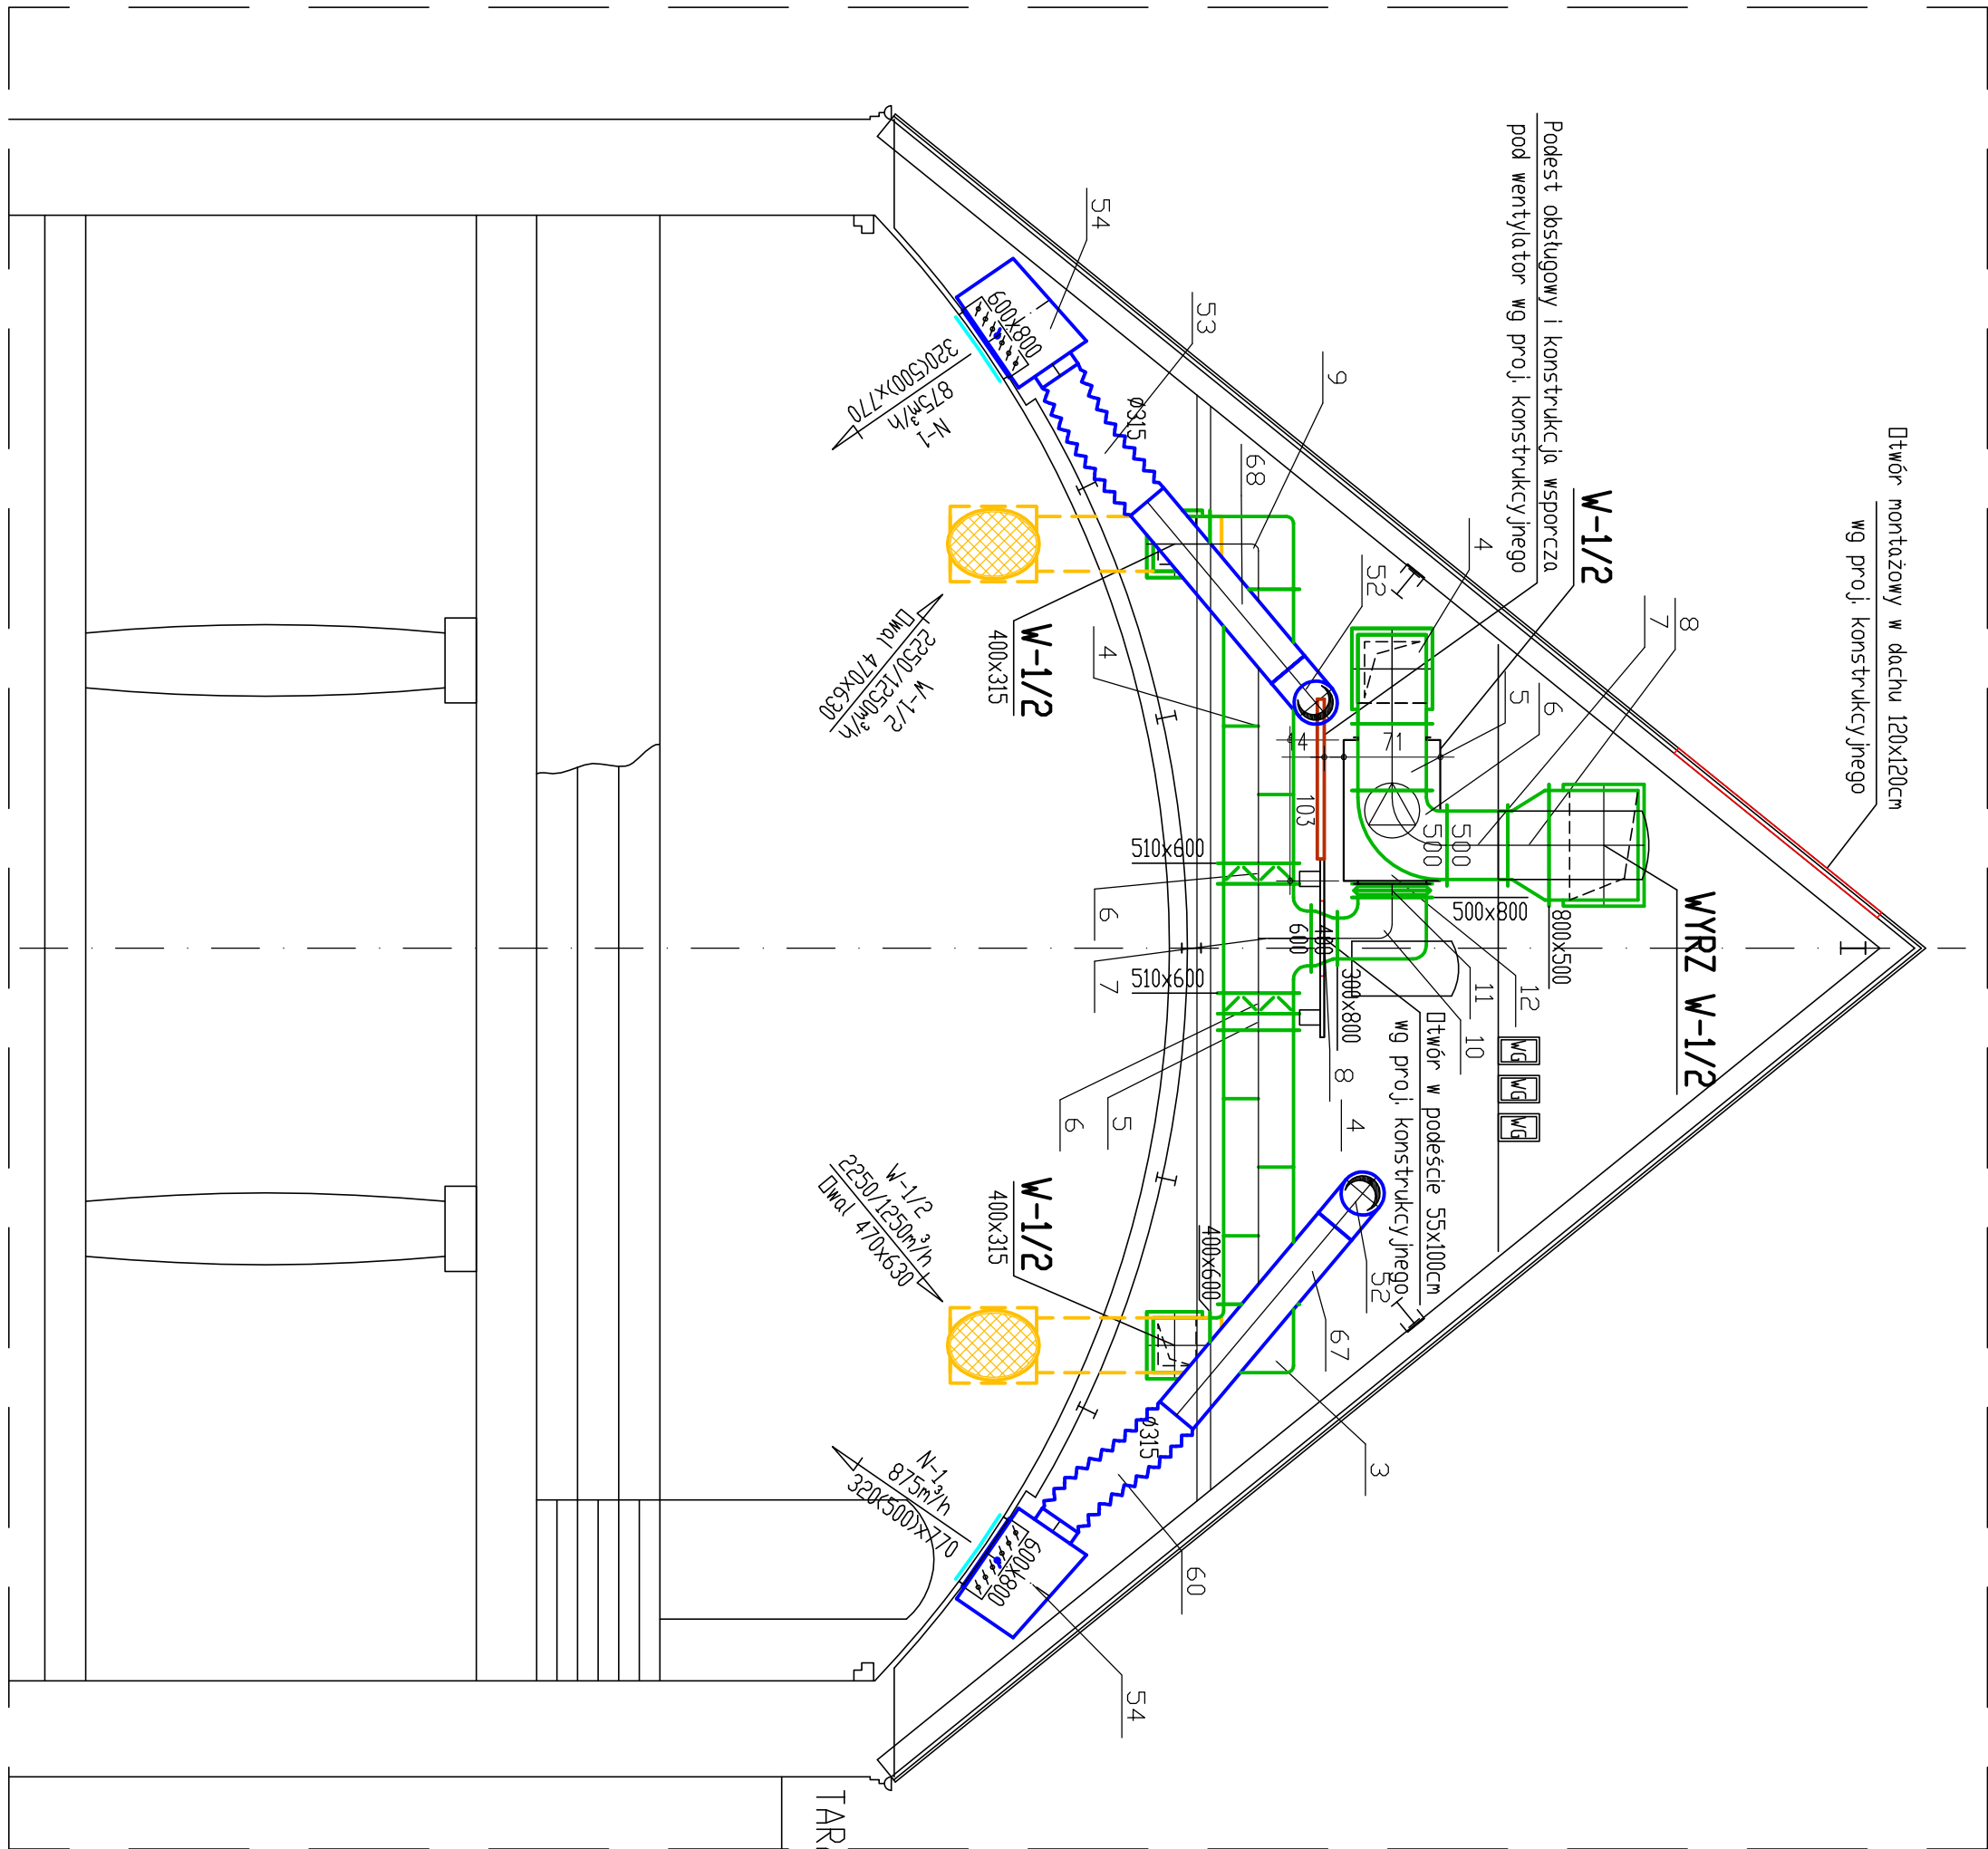 Otwór montażowy w dachu 120x120cm
wg proj. konstrukcyjnego
Podest obsługowy i konstrukcja wsporcza
pod wentylator wg proj. konstrukcyjnego
W-1/2
4
8
7
6
5
54
53
9
68
52
ø315
600x800
320(500)x770
875m³/h
N-1
W-1/2
400x315
4
W-1/2
2250/1250m³/h
Owal 470x630
14
71
103
500
500
510x600
6
7
510x600
500x800
800x500
WYRZ W-1/2
400
600
300x800
12
11
10
8
4
WG
WG
WG
Otwór w podeście 55x100cm
wg proj. konstrukcyjnego
5
6
W-1/2
400x315
400x600
W-1/2
2250/1250m³/h
Owal 470x630
52
67
3
ø315
60
N-1
875m³/h
320(500)x770
600x800
54